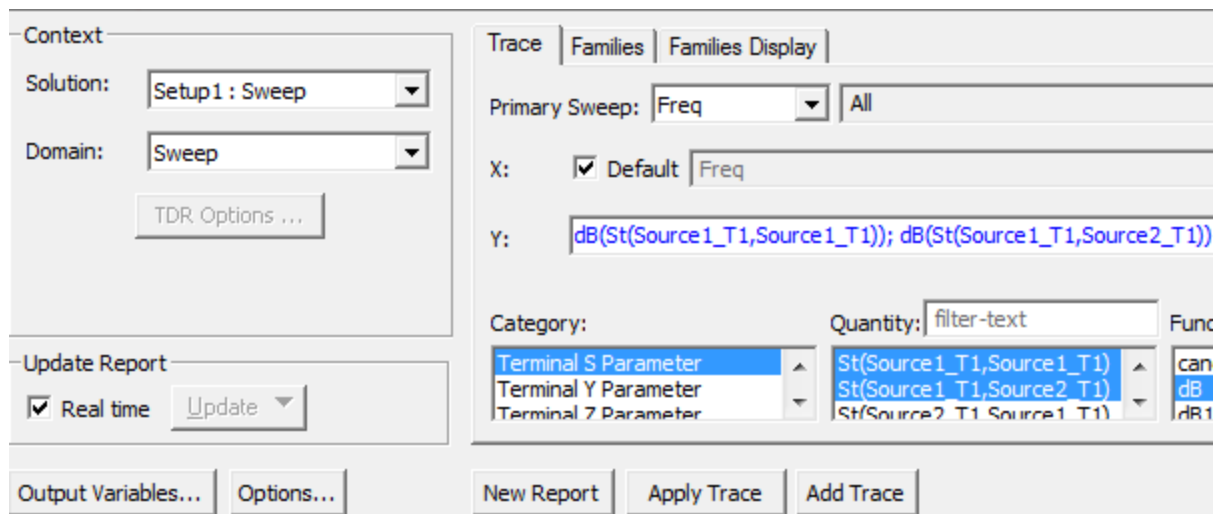 Context
Solution:
Setup1 : Sweep
Domain:
Sweep
TDR Options ...
Update Report
Real time
Update
Output Variables...
Options...
Trace
Families
Families Display
Primary Sweep:
Freq
All
X:
Default
Freq
Y:
dB(St(Source1_T1,Source1_T1)); dB(St(Source1_T1,Source2_T1))
Category:
Terminal S Parameter
Terminal Y Parameter
Terminal Z Parameter
Quantity:
filter-text
St(Source1_T1,Source1_T1)
St(Source1_T1,Source2_T1)
St(Source2_T1,Source1_T1)
Func
dB
New Report
Apply Trace
Add Trace